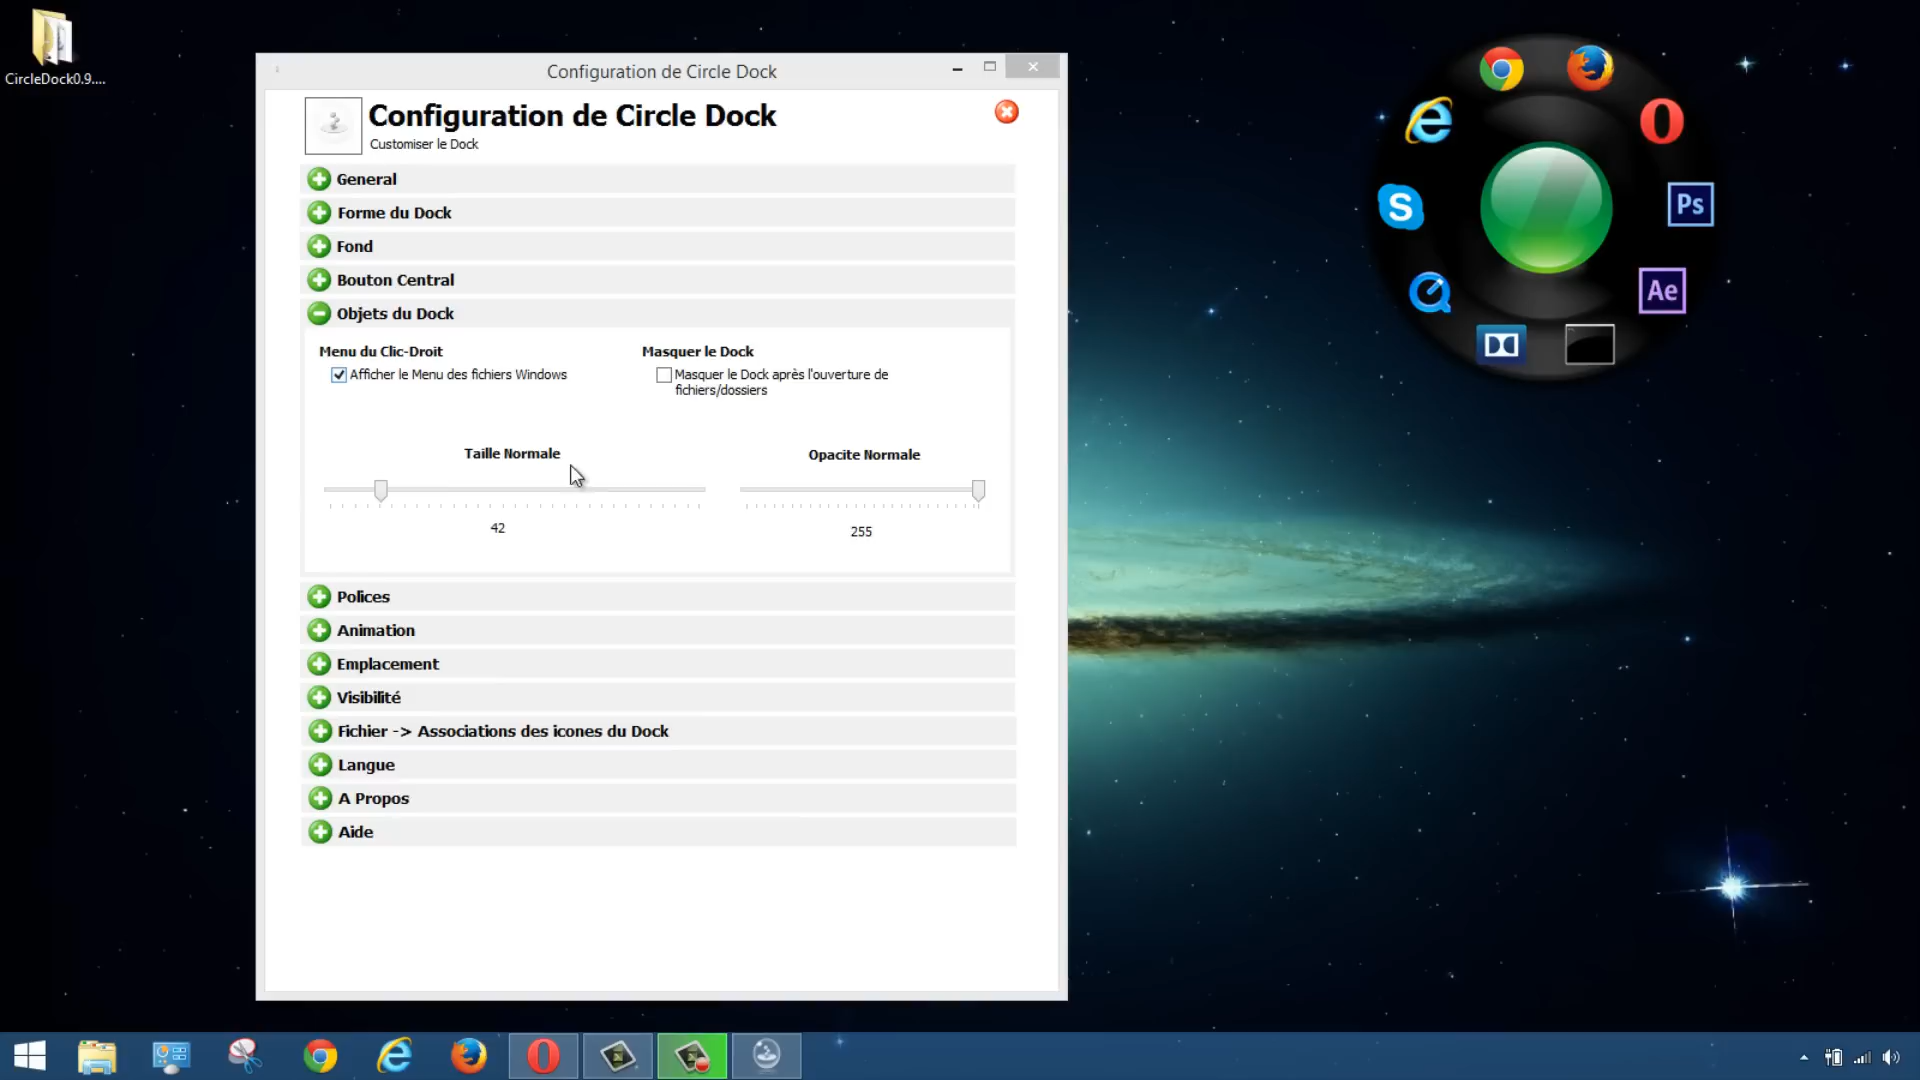 CircleDock0.9....
Configuration de Circle Dock
Configuration de Circle Dock
Customiser le Dock
General
Forme du Dock
Fond
Bouton Central
Objets du Dock
Menu du Clic-Droit
Afficher le Menu des fichiers Windows
Masquer le Dock
Masquer le Dock après l'ouverture de
fichiers/dossiers
Taille Normale
42
Opacite Normale
255
Polices
Animation
Emplacement
Visibilité
Fichier -> Associations des icones du Dock
Langue
A Propos
Aide
S
Ps
Ae